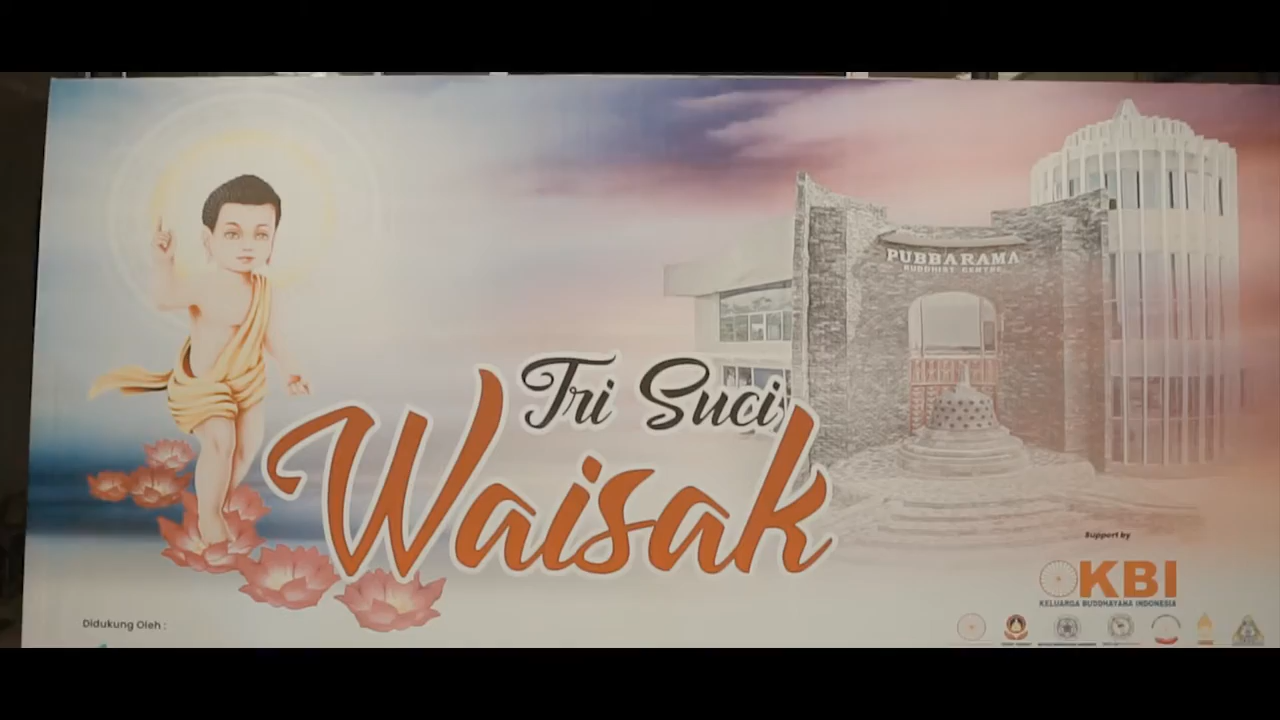 PUBBARAMA
BUDDHIST CENTRE
Tri Suci
Waisak
Support by
KBI
KELUARGA BUDDHAYANA INDONESIA
Didukung Oleh :